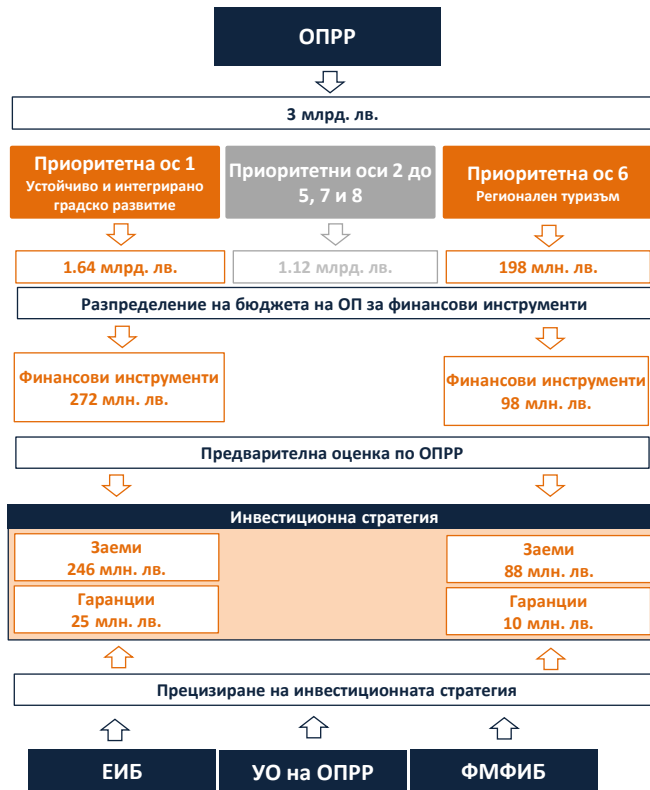 ОПРР
3 млрд. лв.
Приоритетна ос 1
Устойчиво и интегрирано
градско развитие
Приоритетни оси 2 до
5, 7 и 8
Приоритетна ос 6
Регионален туризъм
1.64 млрд. лв.
1.12 млрд. лв.
198 млн. лв.
Разпределение на бюджета на ОП за финансови инструменти
Финансови инструменти
272 млн. лв.
Финансови инструменти
98 млн. лв.
Предварителна оценка по ОПРР
Инвестиционна стратегия
Заеми
246 млн. лв.
Заеми
88 млн. лв.
Гаранции
25 млн. лв.
Гаранции
10 млн. лв.
Прецизиране на инвестиционната стратегия
ЕИБ
УО на ОПРР
ФМФИБ